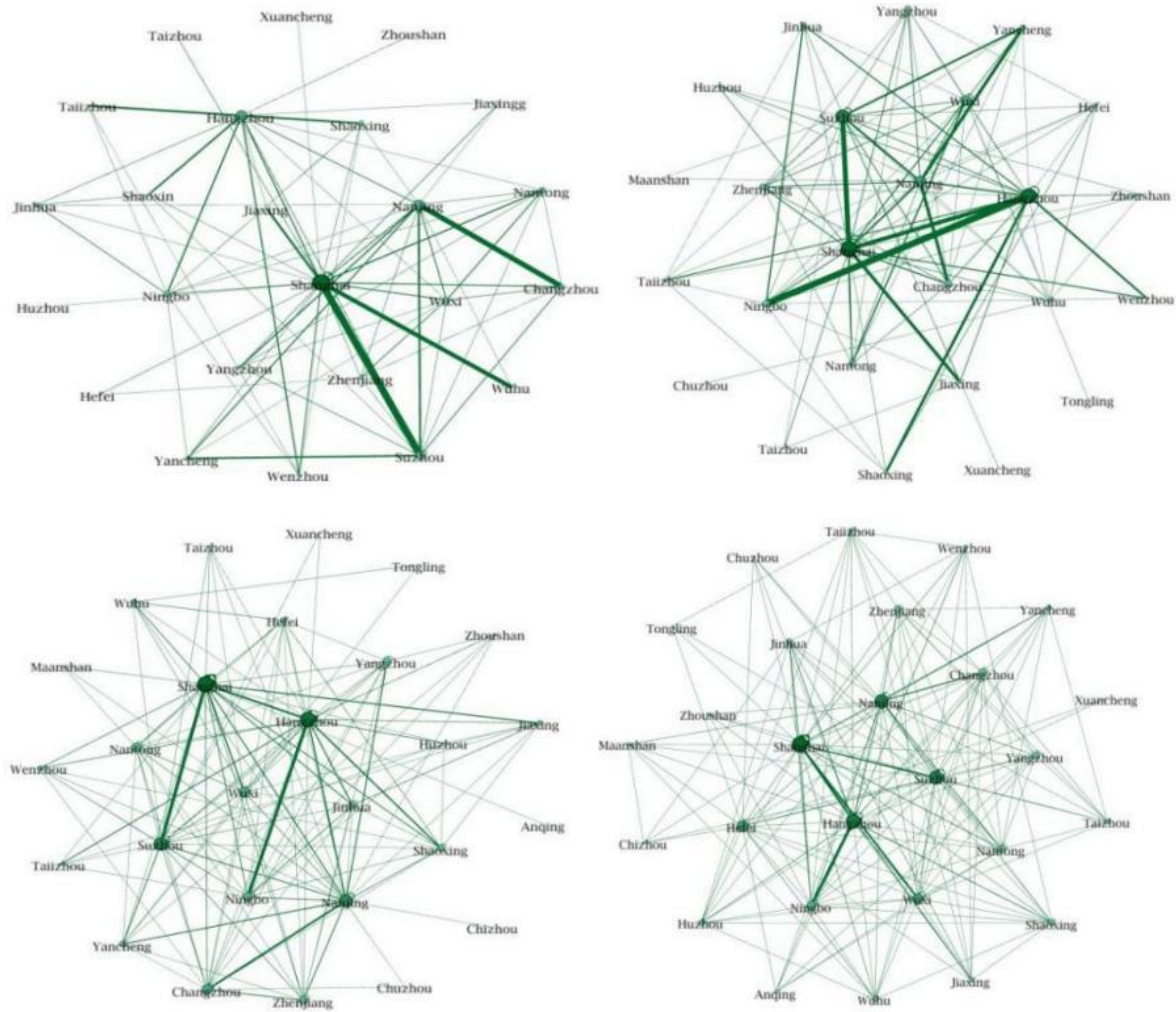 Xuancheng
Taizhou
Zhoushan
Taiizhou
Jiaxingg
Hangzhou
Shaoxing
Shaoxin
Nantong
Nanjing
Jinhua
Jiaxing
Shanghai
Changzhou
Ningbo
Wuxi
Huzhou
Yangzhou
Zhenjiang
Wuhu
Hefei
Suzhou
Yancheng
Wenzhou
Yangzhou
Jinhua
Yancheng
Huzhou
Wuxi
Hefei
Suzhou
Maanshan
Nanjing
Zhenjiang
Hangzhou
Zhoushan
Shanghai
Taiizhou
Changzhou
Ningbo
Wuhu
Wenzhou
Nantong
Chuzhou
Jiaxing
Tongling
Taizhou
Shaoxing
Xuancheng
Xuancheng
Taizhou
Tongling
Wuhu
Hefei
Zhoushan
Maanshan
Yangzhou
Shanghai
Hangzhou
Jiaxing
Nantong
Huzhou
Wenzhou
Wuxi
Jinhua
Anqing
Suzhou
Shaoxing
Taiizhou
Ningbo
Nanjing
Chizhou
Yancheng
Changzhou
Chuzhou
Zhenjiang
Taiizhou
Chuzhou
Wenzhou
Zhenjiang
Yancheng
Tongling
Jinhua
Changzhou
Nanjing
Xuancheng
Zhoushan
Maanshan
Shanghai
Yangzhou
Suzhou
Hefei
Hangzhou
Taizhou
Chizhou
Nantong
Wuxi
Ningbo
Huzhou
Shaoxing
Jiaxing
Anqing
Wuhu